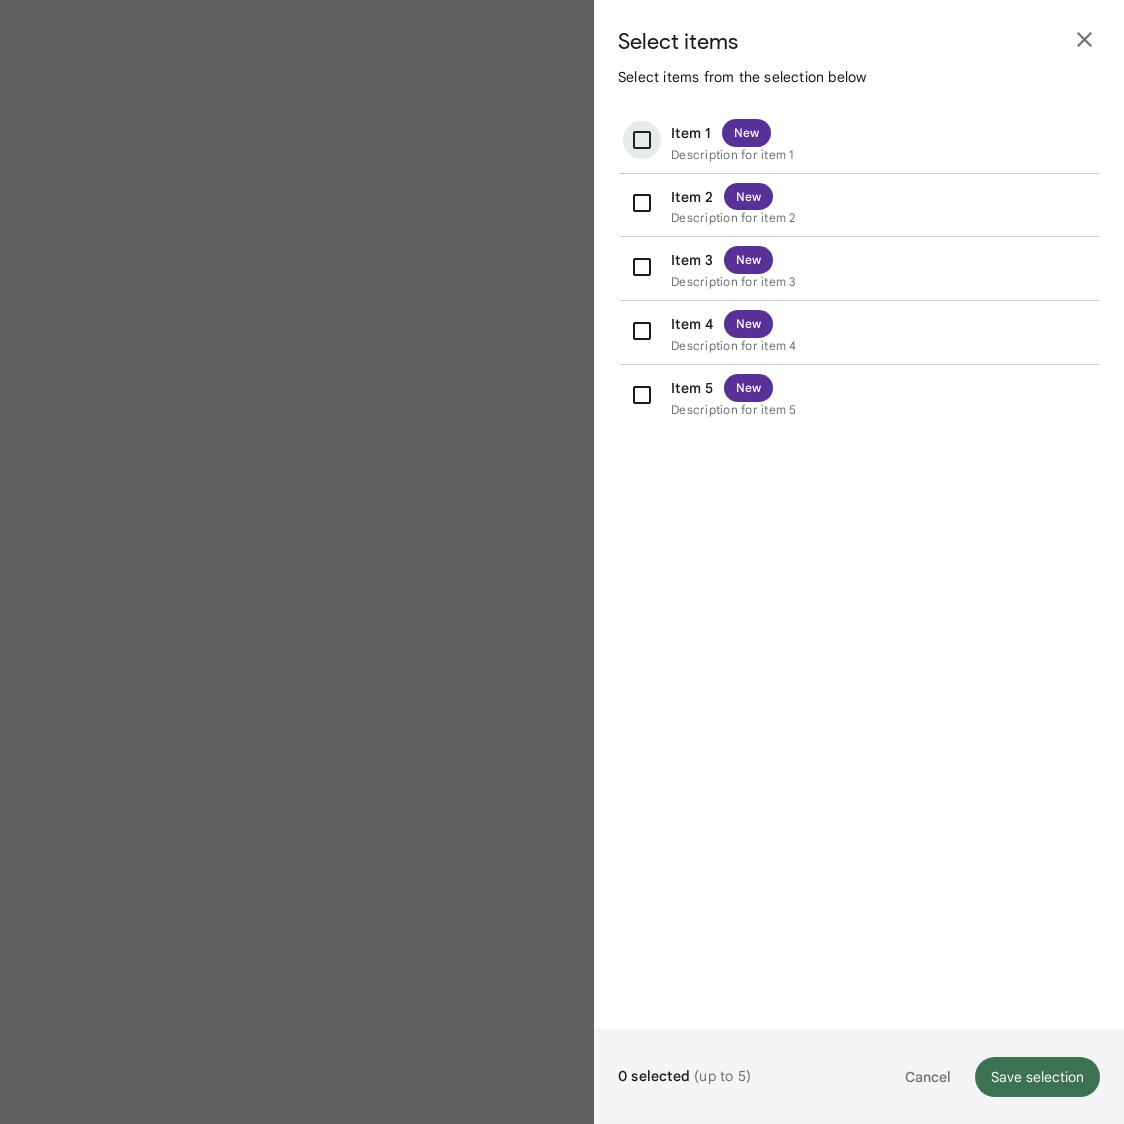 Select items
Select items from the selection below
Item 1 New
Description for item 1
Item 2 New
Description for item 2
Item 3 New
Description for item 3
Item 4 New
Description for item 4
Item 5 New
Description for item 5
0 selected (up to 5) Cancel Save selection